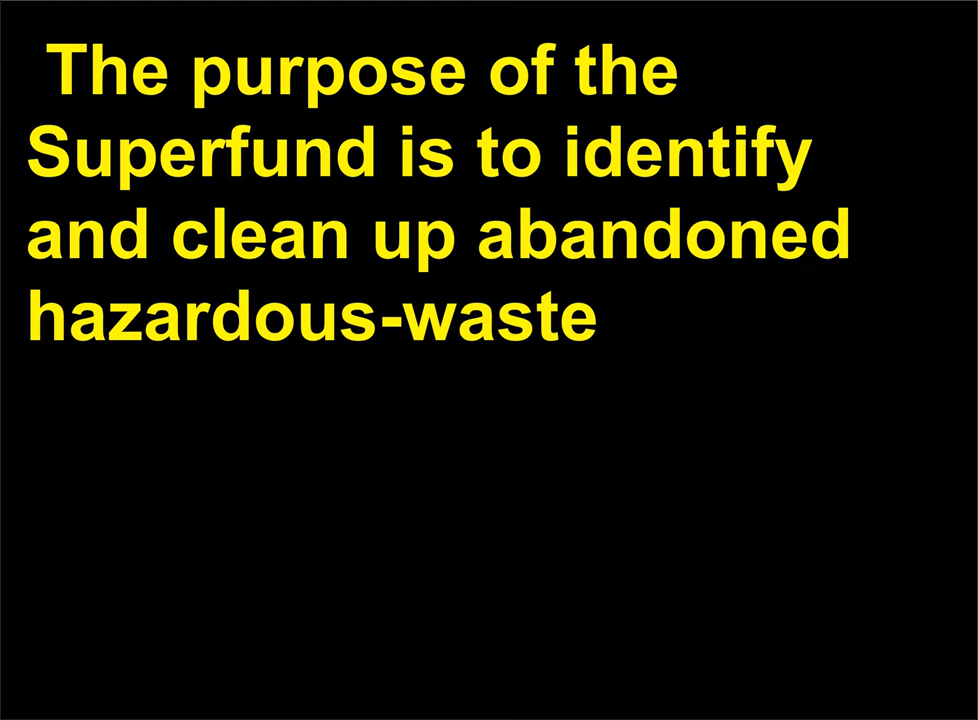 The purpose of the
Superfund is to identify
and clean up abandoned
hazardous-waste